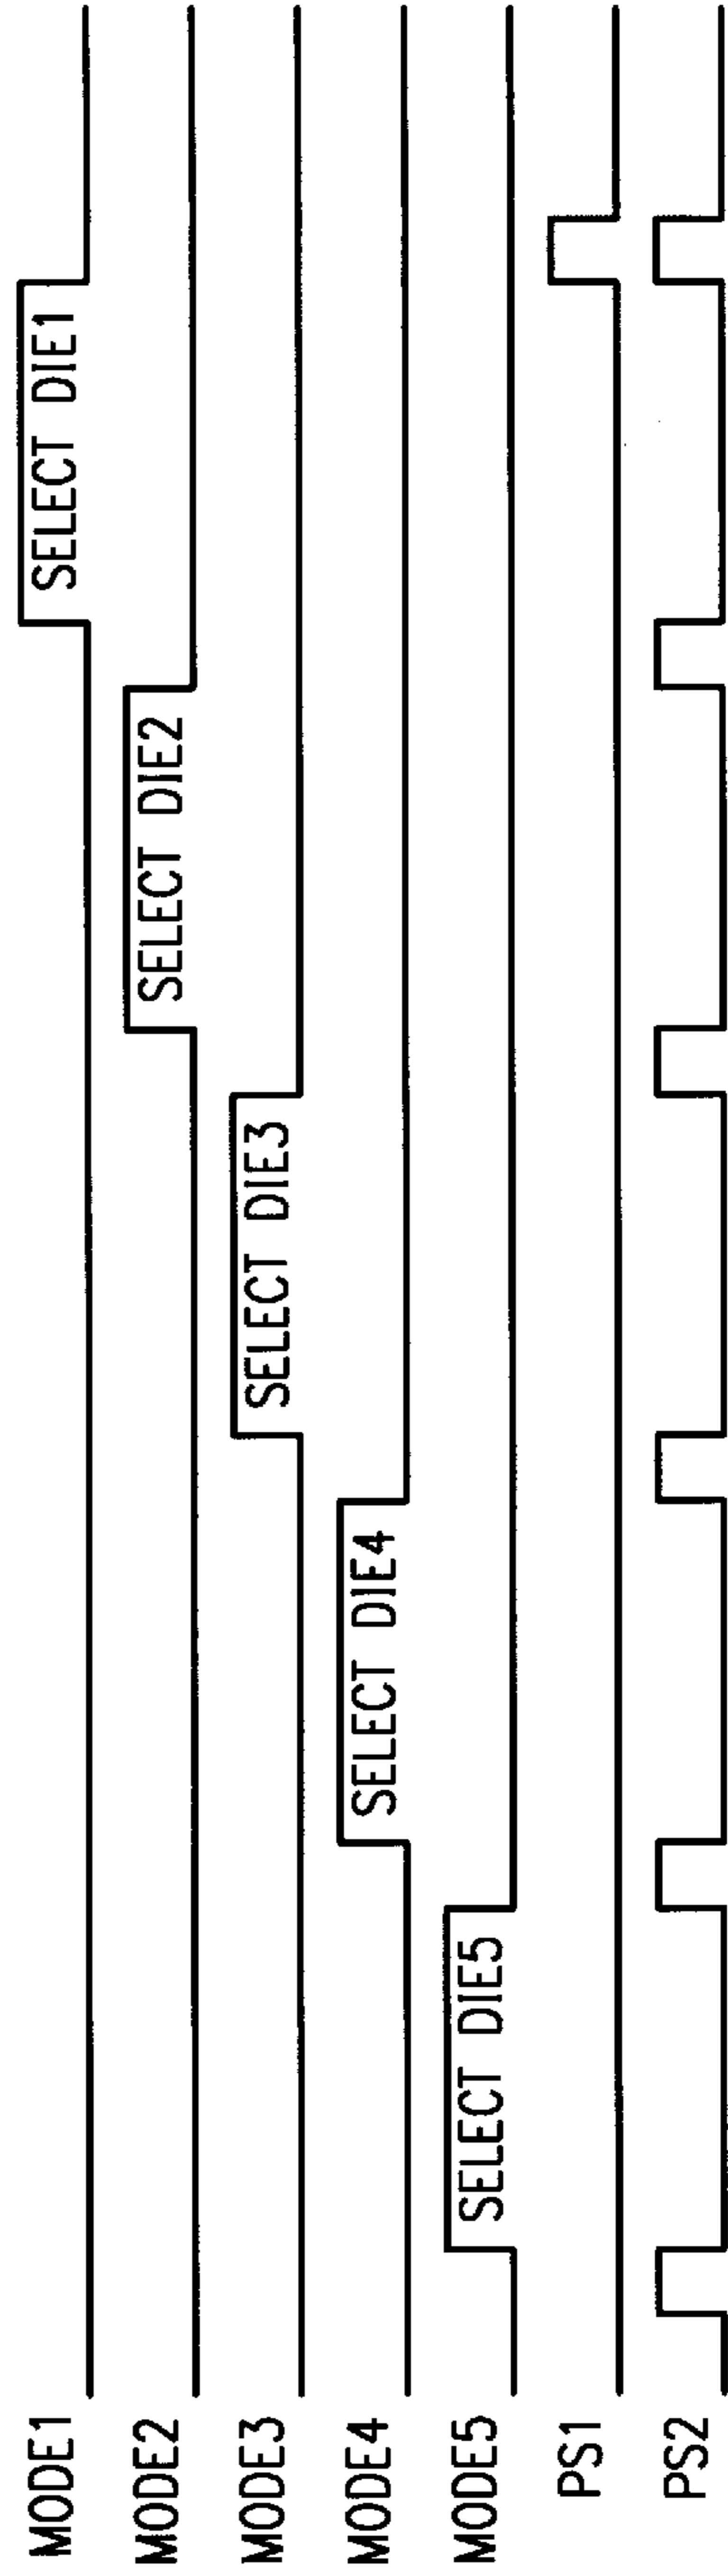 MODE1
SELECT DIE1
MODE2
SELECT DIE2
MODE3
SELECT DIE3
MODE4
SELECT DIE4
MODE5
SELECT DIE5
PS1
PS2